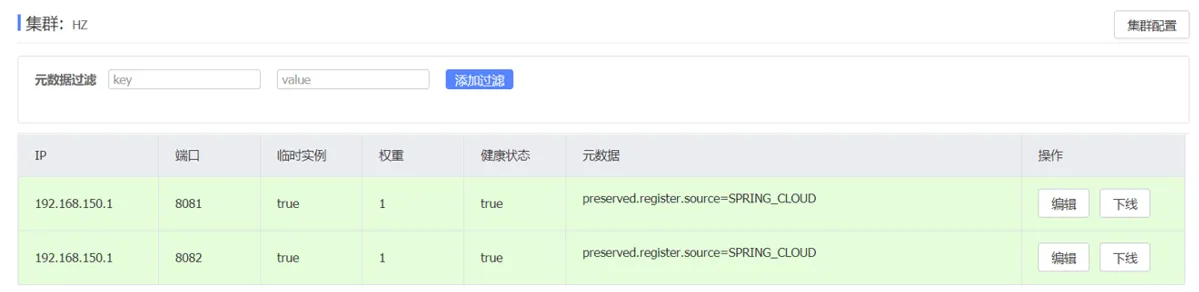 集群： HZ
集群配置
元数据过滤 key value 添加过滤
IP 端口 临时实例 权重 健康状态 元数据 操作
192.168.150.1 8081 true 1 true preserved.register.source=SPRING_CLOUD 编辑 下线
192.168.150.1 8082 true 1 true preserved.register.source=SPRING_CLOUD 编辑 下线